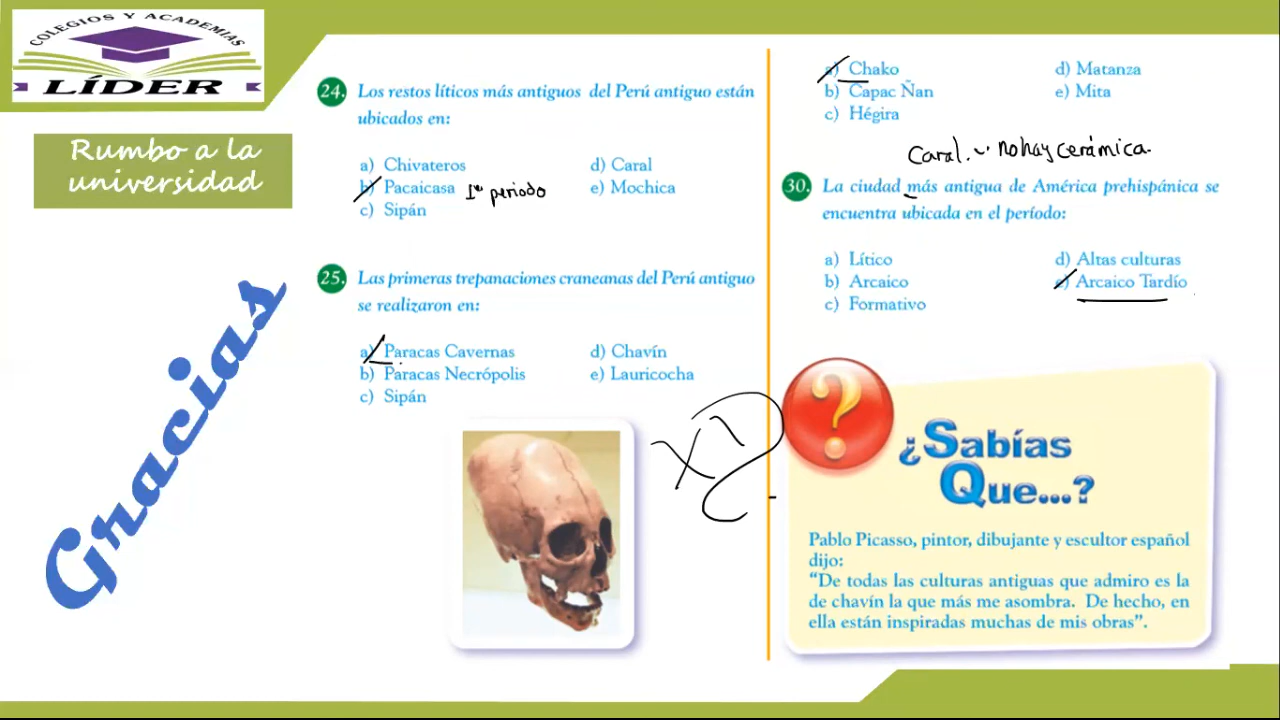 COLEGIOS Y ACADEMIAS
LÍDER
Rumbo a la
universidad
Gracias
24. Los restos líticos más antiguos del Perú antiguo están
ubicados en:
a) Chivateros
d) Caral
b) Pacaicasa
Iº periodo
e) Mochica
c) Sipán
25. Las primeras trepanaciones craneanas del Perú antiguo
se realizaron en:
a) Paracas Cavernas
d) Chavín
b) Paracas Necrópolis
e) Lauricocha
c) Sipán
XD
a) Chako
d) Matanza
b) Capac Ñan
e) Mita
c) Hégira
Caral. no hay cerámica.
30. La ciudad más antigua de América prehispánica se
encuentra ubicada en el período:
a) Lítico
d) Altas culturas
b) Arcaico
e) Arcaico Tardío
c) Formativo
?
¿Sabías
Que...?
Pablo Picasso, pintor, dibujante y escultor español
dijo:
“De todas las culturas antiguas que admiro es la
de chavín la que más me asombra. De hecho, en
ella están inspiradas muchas de mis obras”.